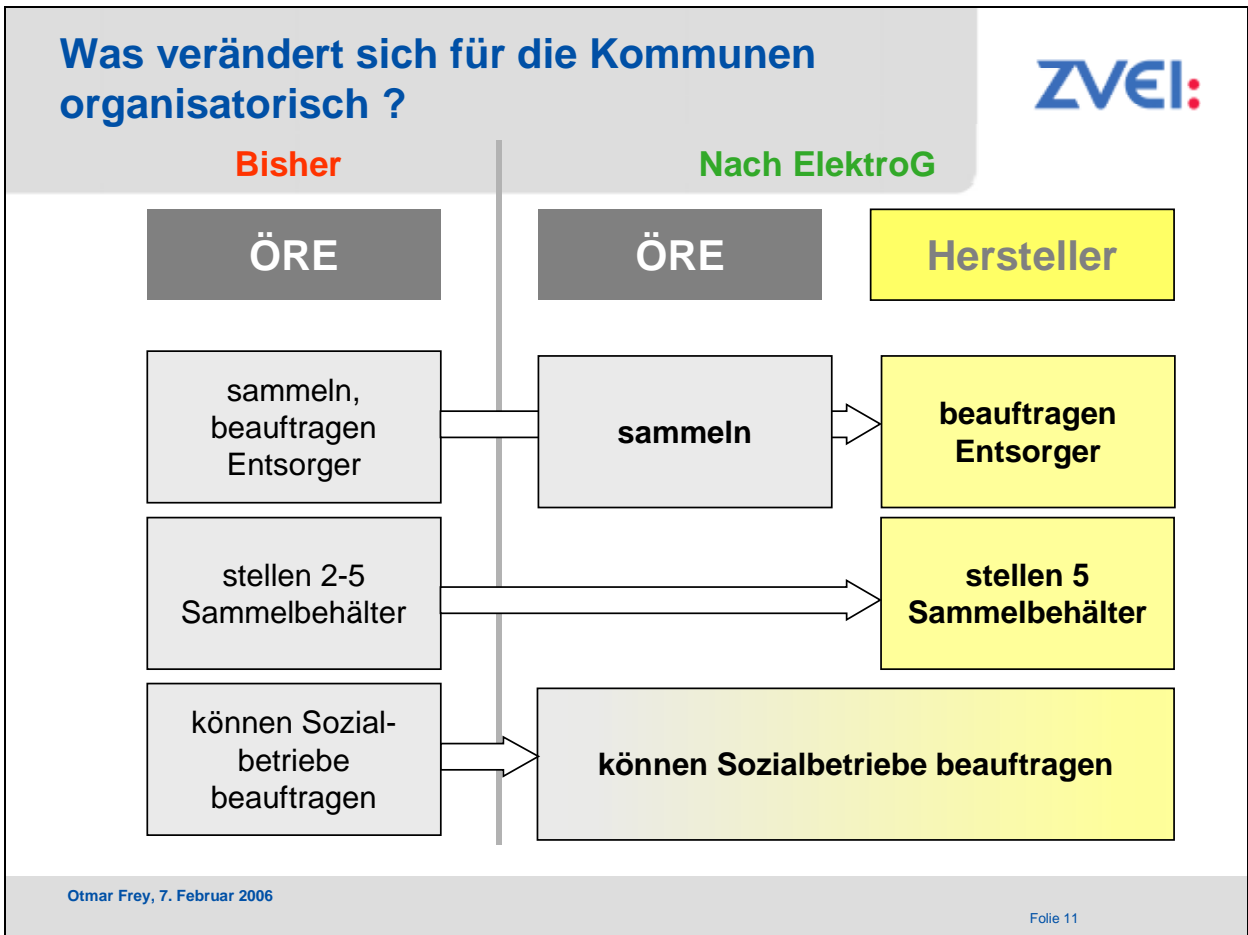 Was verändert sich für die Kommunen
organisatorisch ?
ZVEI:
Bisher
Nach ElektroG
ÖRE
ÖRE
Hersteller
sammeln,
beauftragen
Entsorger
sammeln
beauftragen
Entsorger
stellen 2-5
Sammelbehälter
stellen 5
Sammelbehälter
können Sozial-
betriebe
beauftragen
können Sozialbetriebe beauftragen
Otmar Frey, 7. Februar 2006
Folie 11